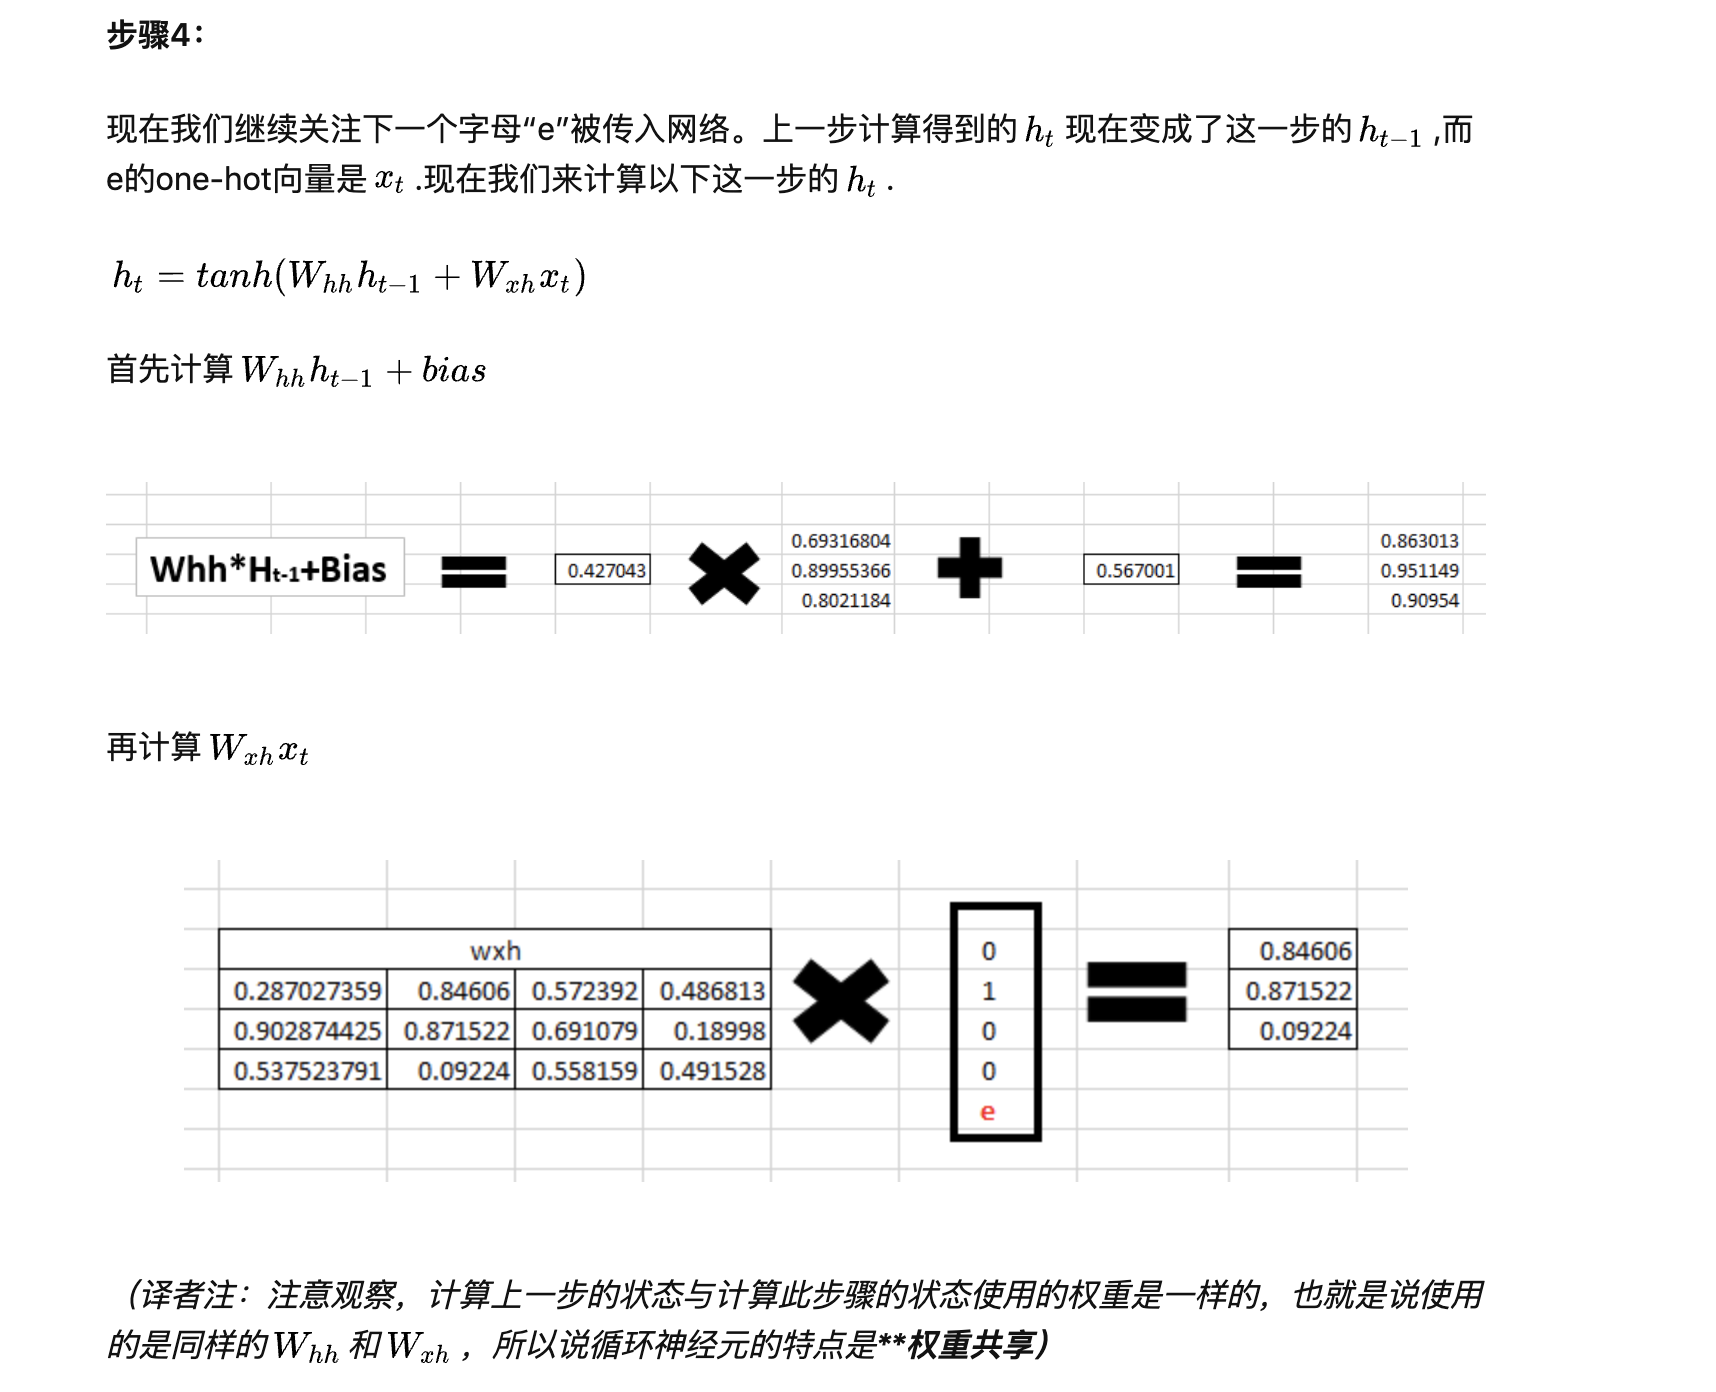 步骤4：
现在我们继续关注下一个字母“e”被传入网络。上一步计算得到的 h_t 现在变成了这一步的 h_{t−1} ,而
e的one-hot向量是 x_t .现在我们来计算以下这一步的 h_t .
h_t = tanh(W_{hh}h_{t−1} + W_{xh}x_t)
首先计算 W_{hh}h_{t−1} + bias
0.69316804 0.863013
Whh*Ht-1+Bias = 0.427043 × 0.89955366 + 0.567001 = 0.951149
0.8021184 0.90954
再计算 W_{xh}x_t
wxh 0 0.84606
0.287027359 0.84606 0.572392 0.486813 × 1 = 0.871522
0.902874425 0.871522 0.691079 0.18998 0 0.09224
0.537523791 0.09224 0.558159 0.491528 0
e
（译者注：注意观察，计算上一步的状态与计算此步骤的状态使用的权重是一样的，也就是说使用
的是同样的 W_{hh} 和 W_{xh} ，所以说循环神经元的特点是**权重共享）